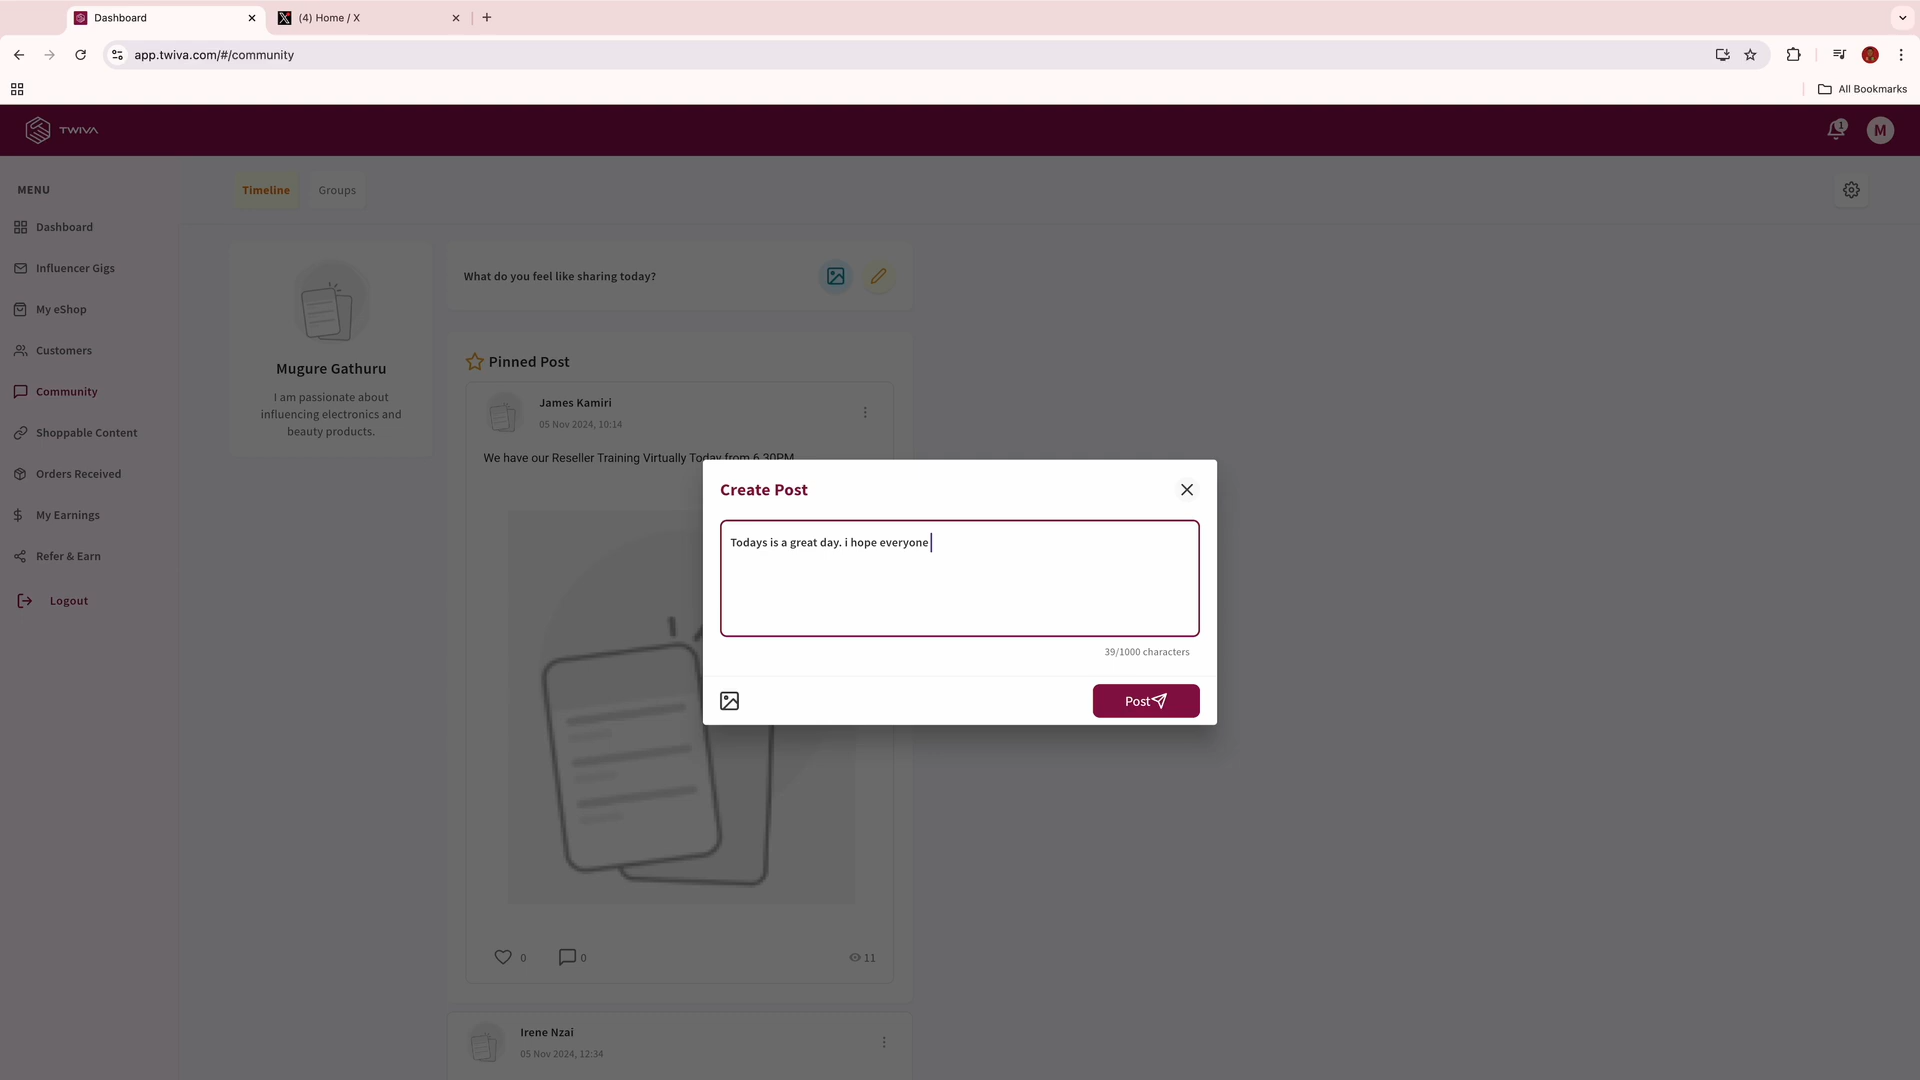 Dashboard
(4) Home / X
app.twiva.com/#/community
All Bookmarks
TWIVA
1
M
MENU
Timeline
Groups
Dashboard
Influencer Gigs
My eShop
Customers
Community
Shoppable Content
Orders Received
My Earnings
Refer & Earn
Logout
Mugure Gathuru
I am passionate about
influencing electronics and
beauty products.
What do you feel like sharing today?
Pinned Post
James Kamiri
05 Nov 2024, 10:14
We have our Reseller Training Virtually Today from 6.30PM
Create Post
Todays is a great day. i hope everyone
39/1000 characters
Post
0
0
11
Irene Nzai
05 Nov 2024, 12:34